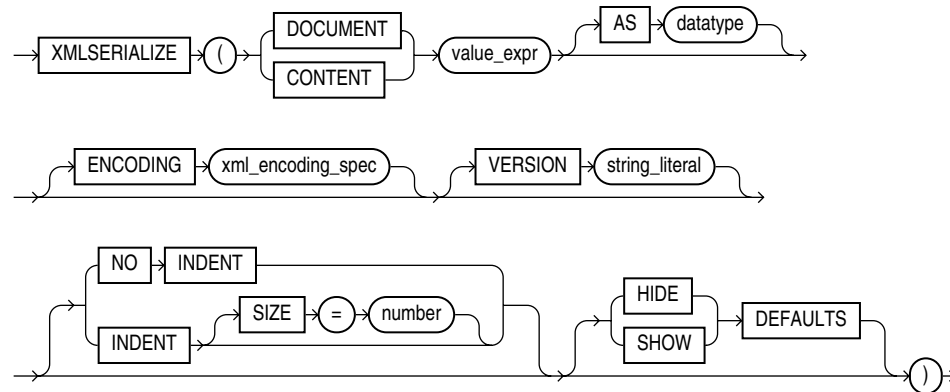 AS datatype
DOCUMENT
XMLSERIALIZE ( value_expr
CONTENT
ENCODING xml_encoding_spec VERSION string_literal
NO INDENT
HIDE
SIZE = number DEFAULTS
INDENT SHOW
)